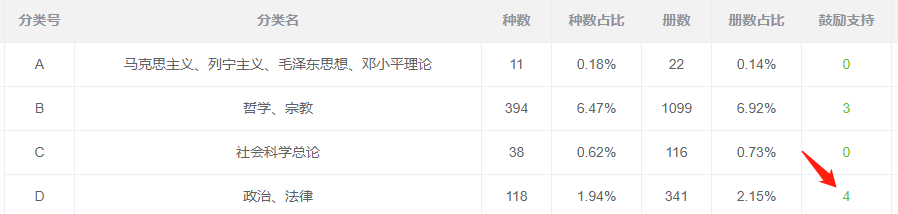 分类号 分类名 种数 种数占比 册数 册数占比 鼓励支持
A 马克思主义、列宁主义、毛泽东思想、邓小平理论 11 0.18% 22 0.14% 0
B 哲学、宗教 394 6.47% 1099 6.92% 3
C 社会科学总论 38 0.62% 116 0.73% 0
D 政治、法律 118 1.94% 341 2.15% 4